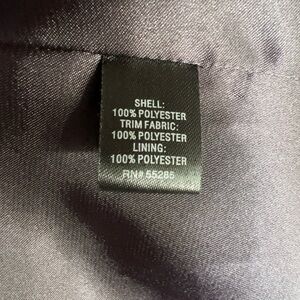 SHELL:
100% POLYESTER
TRIM FABRIC:
100% POLYESTER
LINING:
100% POLYESTER
RN# 55285